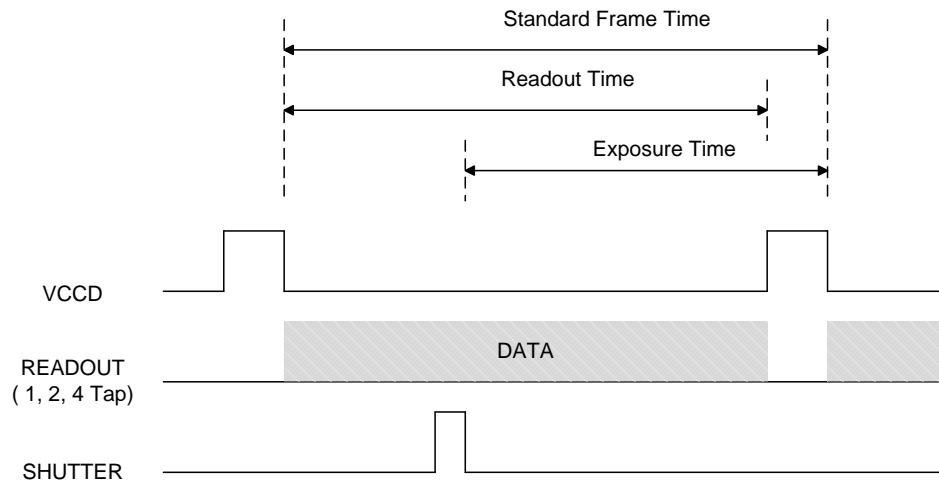 Standard Frame Time
Readout Time
Exposure Time
VCCD
DATA
READOUT
( 1, 2, 4 Tap)
SHUTTER